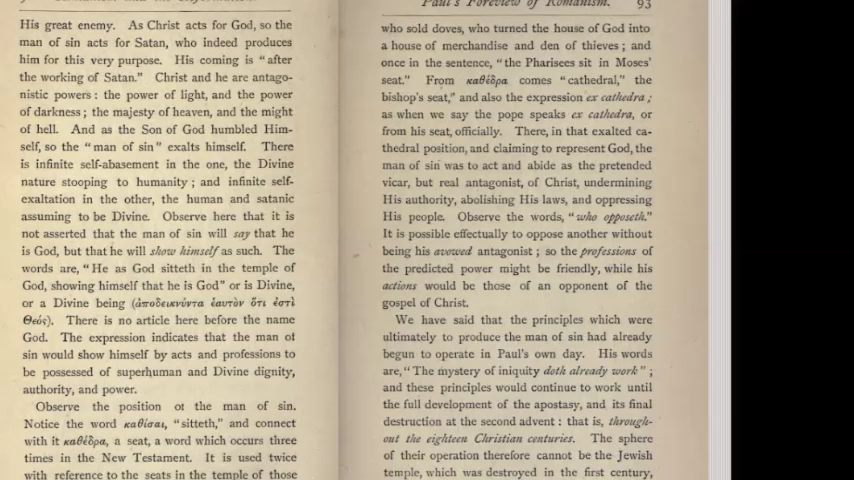 His great enemy. As Christ acts for God, so the
man of sin acts for Satan, who indeed produces
him for this very purpose. His coming is "after
the working of Satan." Christ and he are antago-
nistic powers: the power of light, and the power
of darkness; the majesty of heaven, and the might
of hell. And as the Son of God humbled Him-
self, so the "man of sin" exalts himself. There
is infinite self-abasement in the one, the Divine
nature stooping to humanity; and infinite self-
exaltation in the other, the human and satanic
assuming to be Divine. Observe here that it is
not asserted that the man of sin will say that he
is God, but that he will show himself as such. The
words are, "He as God sitteth in the temple of
God, showing himself that he is God" or is Divine,
or a Divine being (ἀποδεικνύντα ἑαυτὸν ὅτι ἐστὶ
Θεός). There is no article here before the name
God. The expression indicates that the man of
sin would show himself by acts and professions to
be possessed of superhuman and Divine dignity,
authority, and power.
Observe the position of the man of sin.
Notice the word καθίσαι, "sitteth," and connect
with it καθέδρα, a seat, a word which occurs three
times in the New Testament. It is used twice
with reference to the seats in the temple of those
Paul's Foreview of Romanism. 93
who sold doves, who turned the house of God into
a house of merchandise and den of thieves; and
once in the sentence, "the Pharisees sit in Moses'
seat." From καθέδρα comes "cathedral," the
bishop's seat," and also the expression ex cathedra;
as when we say the pope speaks ex cathedra, or
from his seat, officially. There, in that exalted ca-
thedral position, and claiming to represent God, the
man of sin was to act and abide as the pretended
vicar, but real antagonist, of Christ, undermining
His authority, abolishing His laws, and oppressing
His people. Observe the words, "who opposeth."
It is possible effectually to oppose another without
being his avowed antagonist; so the professions of
the predicted power might be friendly, while his
actions would be those of an opponent of the
gospel of Christ.
We have said that the principles which were
ultimately to produce the man of sin had already
begun to operate in Paul's own day. His words
are, "The mystery of iniquity doth already work";
and these principles would continue to work until
the full development of the apostasy, and its final
destruction at the second advent: that is, through-
out the eighteen Christian centuries. The sphere
of their operation therefore cannot be the Jewish
temple, which was destroyed in the first century,